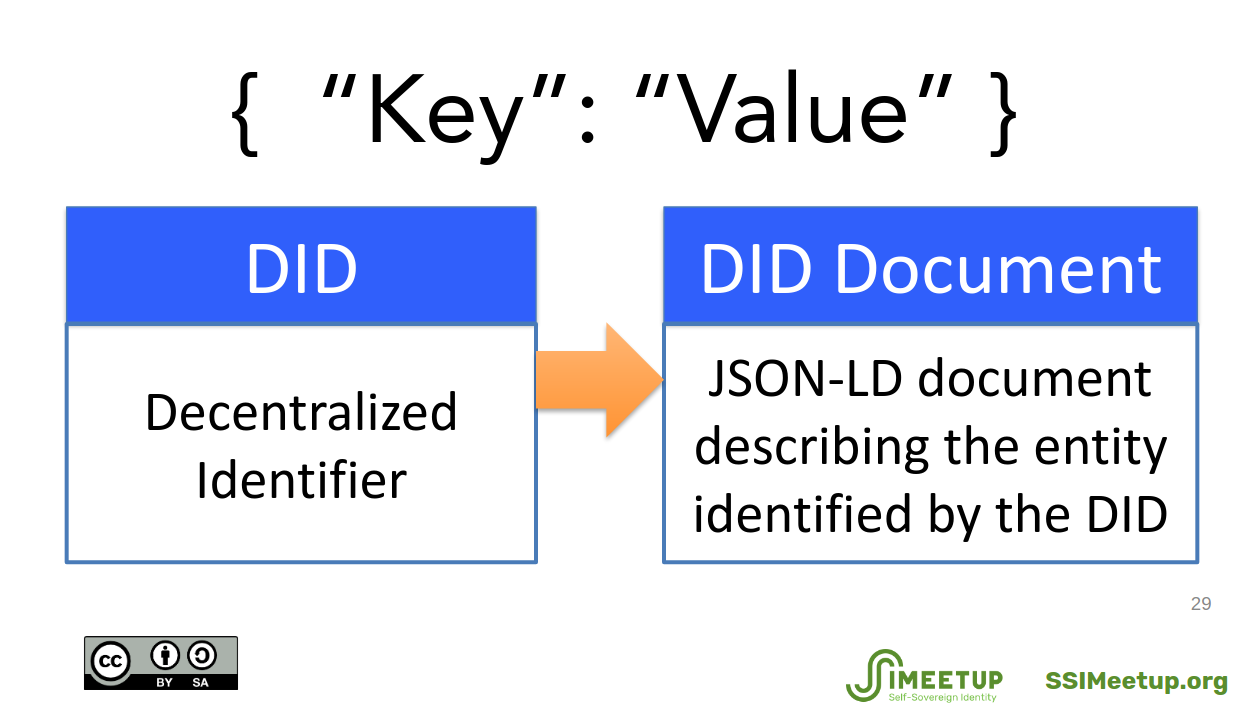 { “Key”: “Value” }
DID
DID Document
Decentralized
Identifier
JSON-LD document
describing the entity
identified by the DID
29
cc
BY SA
SSIMEETUP
Self-Sovereign Identity
SSIMeetup.org